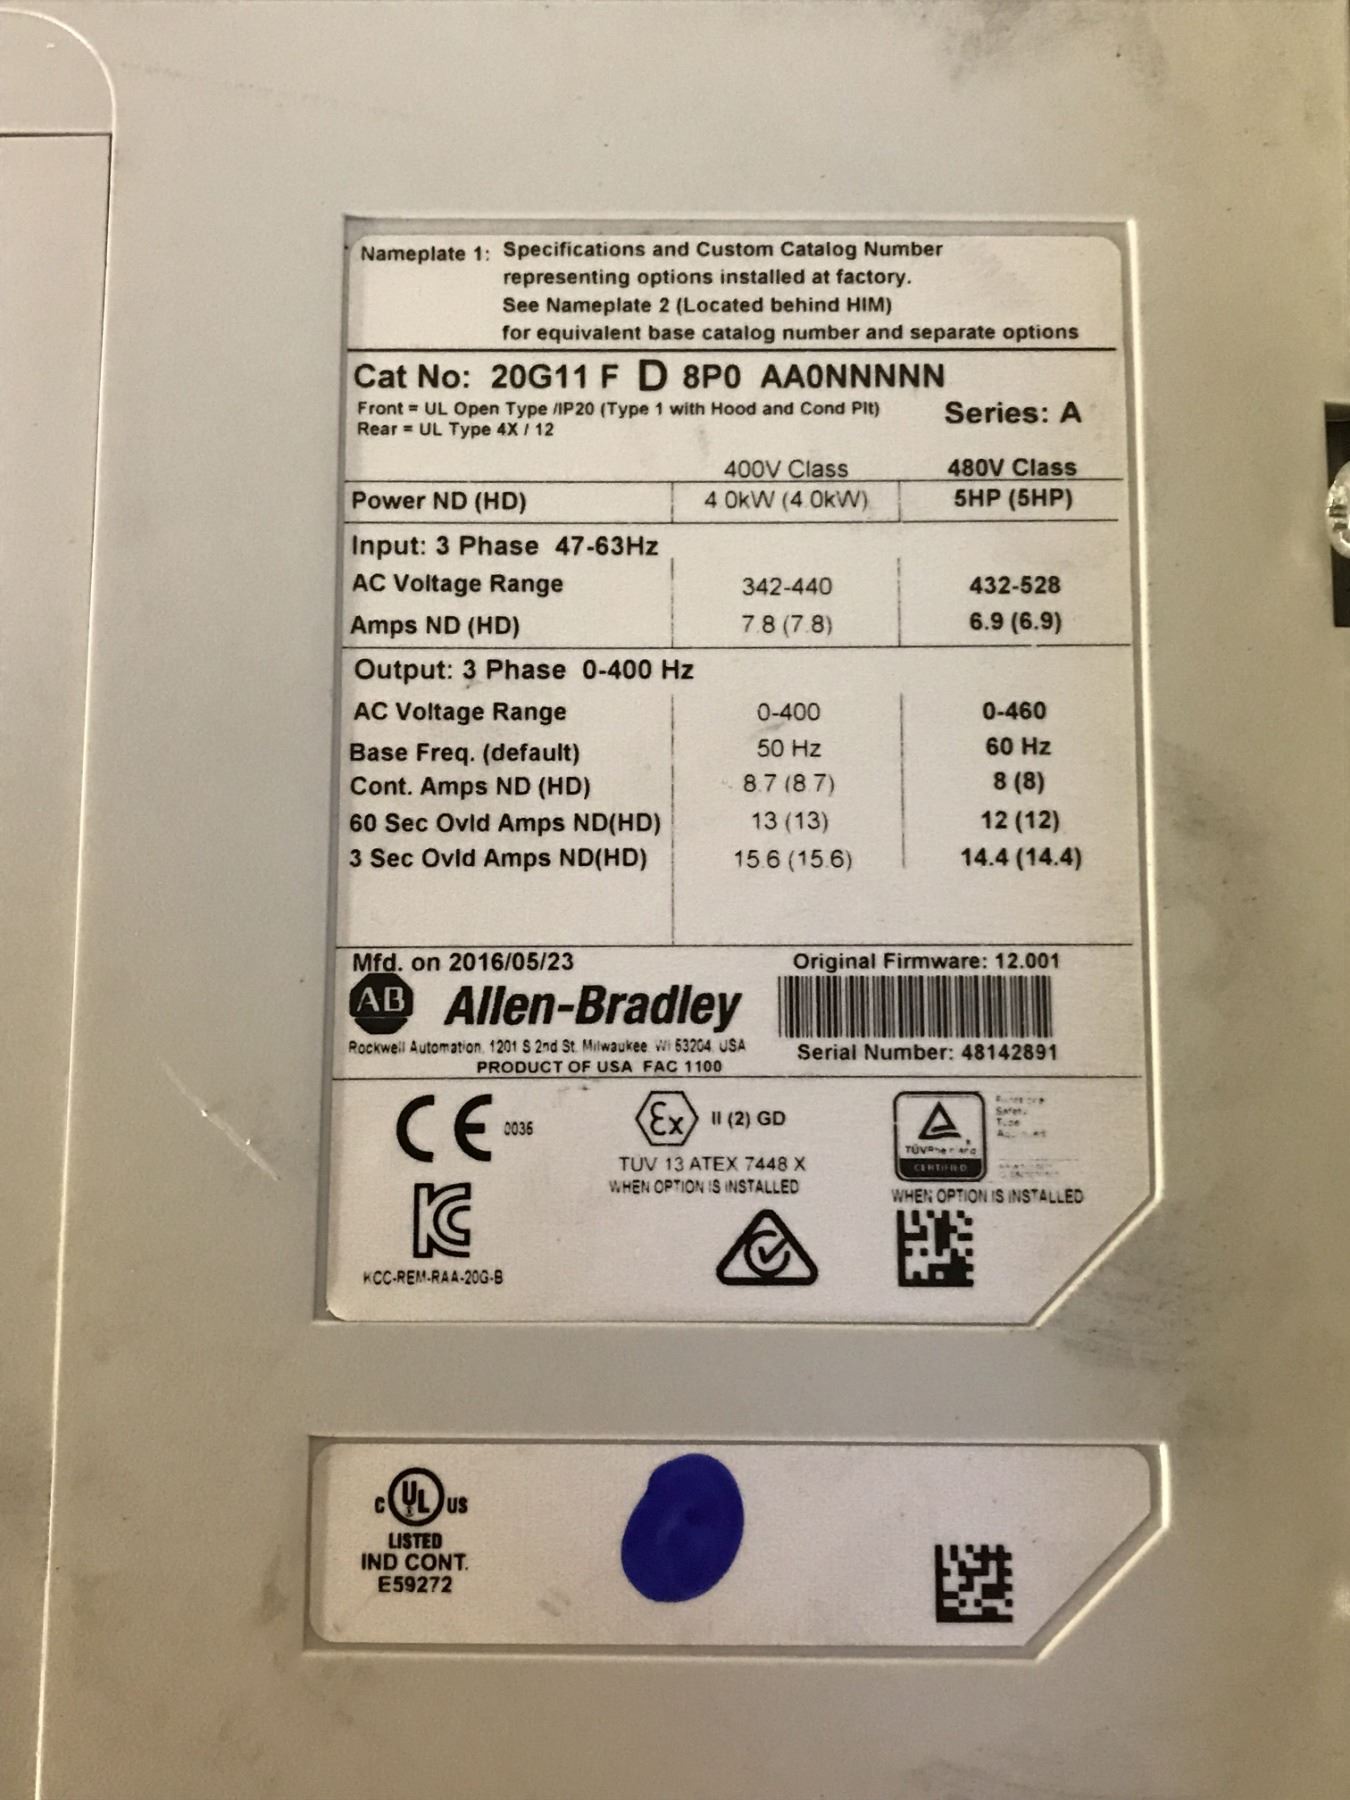 Nameplate 1: Specifications and Custom Catalog Number
representing options installed at factory.
See Nameplate 2 (Located behind HIM)
for equivalent base catalog number and separate options
Cat No: 20G11 F D 8P0 AA0NNNNN
Front = UL Open Type /IP20 (Type 1 with Hood and Cond Plt)
Series: A
Rear = UL Type 4X / 12
400V Class 480V Class
Power ND (HD) 4.0kW (4.0kW) 5HP (5HP)
Input: 3 Phase 47-63Hz
AC Voltage Range 342-440 432-528
Amps ND (HD) 7.8 (7.8) 6.9 (6.9)
Output: 3 Phase 0-400 Hz
AC Voltage Range 0-400 0-460
Base Freq. (default) 50 Hz 60 Hz
Cont. Amps ND (HD) 8.7 (8.7) 8 (8)
60 Sec Ovld Amps ND(HD) 13 (13) 12 (12)
3 Sec Ovld Amps ND(HD) 15.6 (15.6) 14.4 (14.4)
Mfd. on 2016/05/23 Original Firmware: 12.001
AB Allen-Bradley
Rockwell Automation, 1201 S 2nd St. Milwaukee WI 53204 USA
Serial Number: 48142891
PRODUCT OF USA FAC 1100
CE 0035
Ex II (2) GD
TUV 13 ATEX 7448 X
WHEN OPTION IS INSTALLED
TÜVRheinland
CERTIFIED
Functional
Safety
Type
Approved
WHEN OPTION IS INSTALLED
KC
KCC-REM-RAA-20G-B
C UL US
LISTED
IND CONT.
E59272